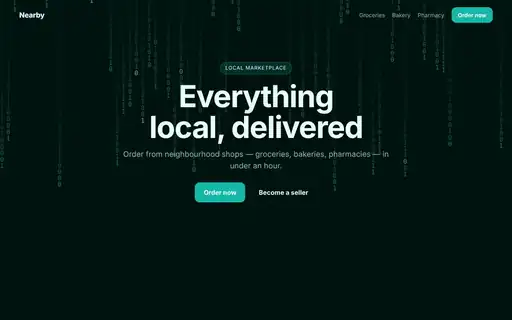 Nearby
Groceries Bakery Pharmacy Order now
LOCAL MARKETPLACE
Everything
local, delivered
Order from neighbourhood shops — groceries, bakeries, pharmacies — in
under an hour.
Order now Become a seller